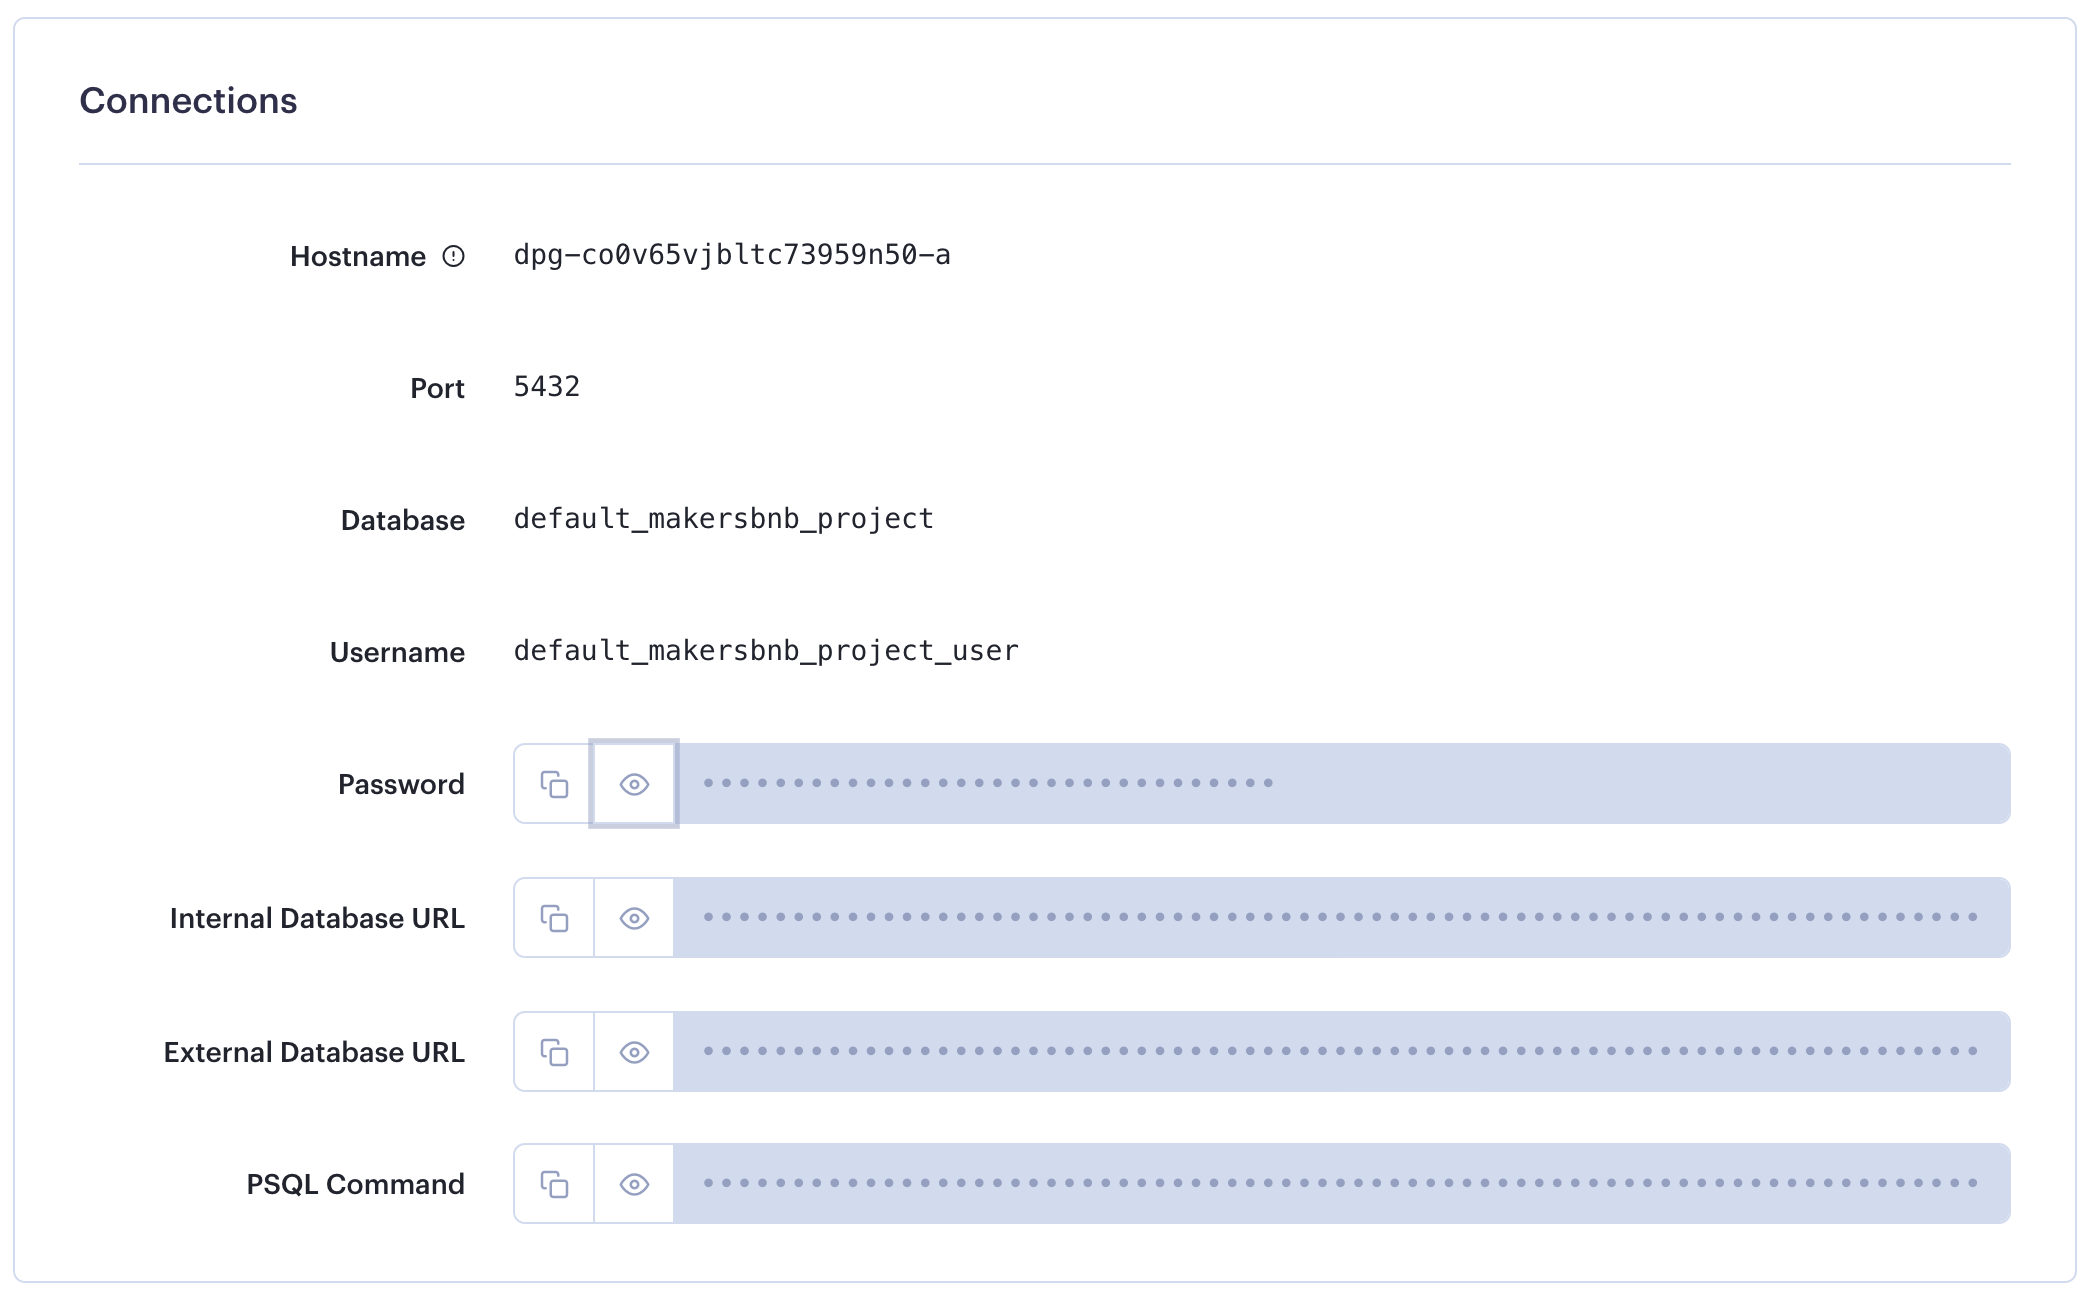 Connections
Hostname dpg-co0v65vjbltc73959n50-a
Port 5432
Database default_makersbnb_project
Username default_makersbnb_project_user
Password ••••••••••••••••••••••••••••••••
Internal Database URL •••••••••••••••••••••••••••••••••••••••••••••••••••••••••••••••••••••••
External Database URL •••••••••••••••••••••••••••••••••••••••••••••••••••••••••••••••••••••••
PSQL Command •••••••••••••••••••••••••••••••••••••••••••••••••••••••••••••••••••••••